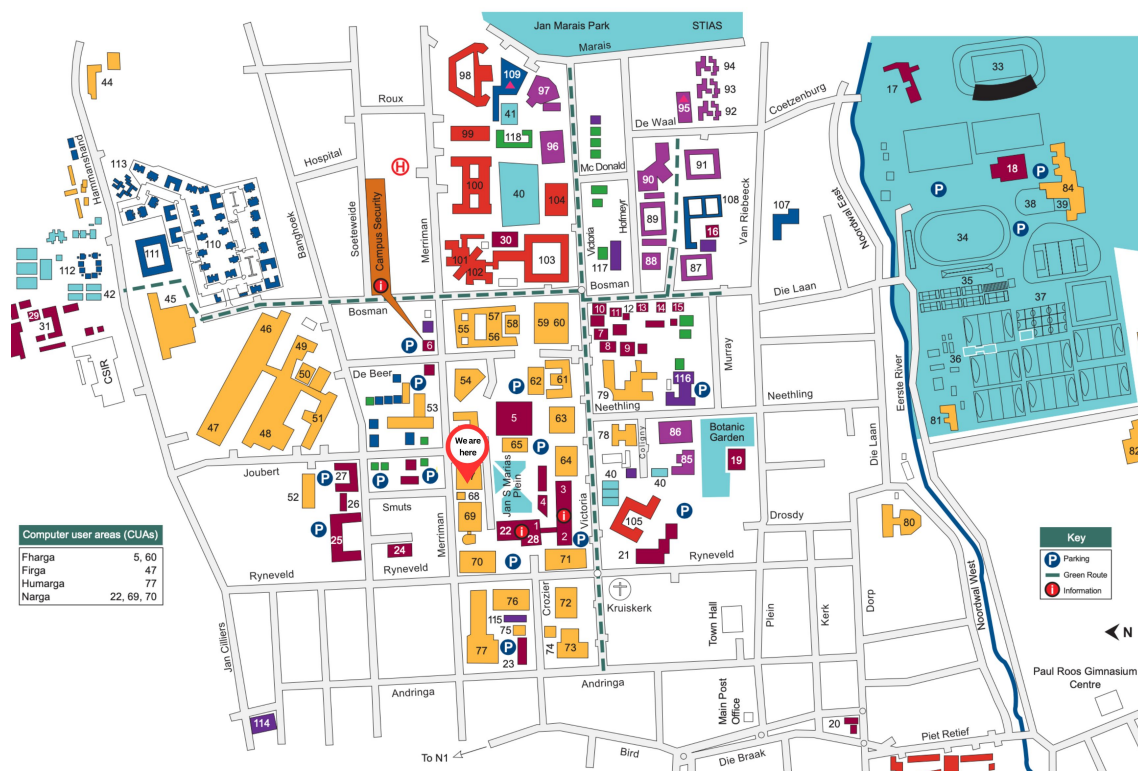 Jan Marais Park
STIAS
Marais
44
98
109
97
94
93
92
95
33
17
Roux
41
Coetzenburg
De Waal
99
118
96
Hospital
Mc Donald
91
90
18
84
113
Hammanshand
100
40
104
38
39
108
107
Noordwal East
Van Riebeeck
110
Banghoek
Soeteweide
Campus Security
i
Merriman
H
30
Victoria
Hofmeyr
89
16
34
111
101
102
103
117
88
87
112
42
45
Bosman
Die Laan
35
37
29
31
CSIR
Bosman
46
57
55
56
58
59
60
10
11
12
13
14
15
7
8
9
Murray
36
6
P
49
50
De Beer
54
62
61
79
116
Neethling
Neethling
47
48
51
53
5
63
78
Coligny
86
Botanic
Garden
19
Eerste River
81
82
We are
here
65
64
85
40
40
Die Laan
Joubert
52
27
26
68
Jan S Marias
Plein
3
4
Victoria
Smuts
69
22
1
28
2
105
Drosdy
80
25
24
Merriman
21
Ryneveld
Ryneveld
Ryneveld
70
71
Computer user areas (CUAs)
Fharga 5, 60
Firga 47
Humarga 77
Narga 22, 69, 70
Key
P Parking
Green Route
i Information
Kruiskerk
76
115
75
77
23
Crozier
72
74
73
Town Hall
Plein
Kerk
Dorp
Noordwal West
N
Jan Cilliers
Andringa
Andringa
Paul Roos Gimnasium
Centre
114
Main Post
Office
20
Piet Retief
To N1
Bird
Die Braak